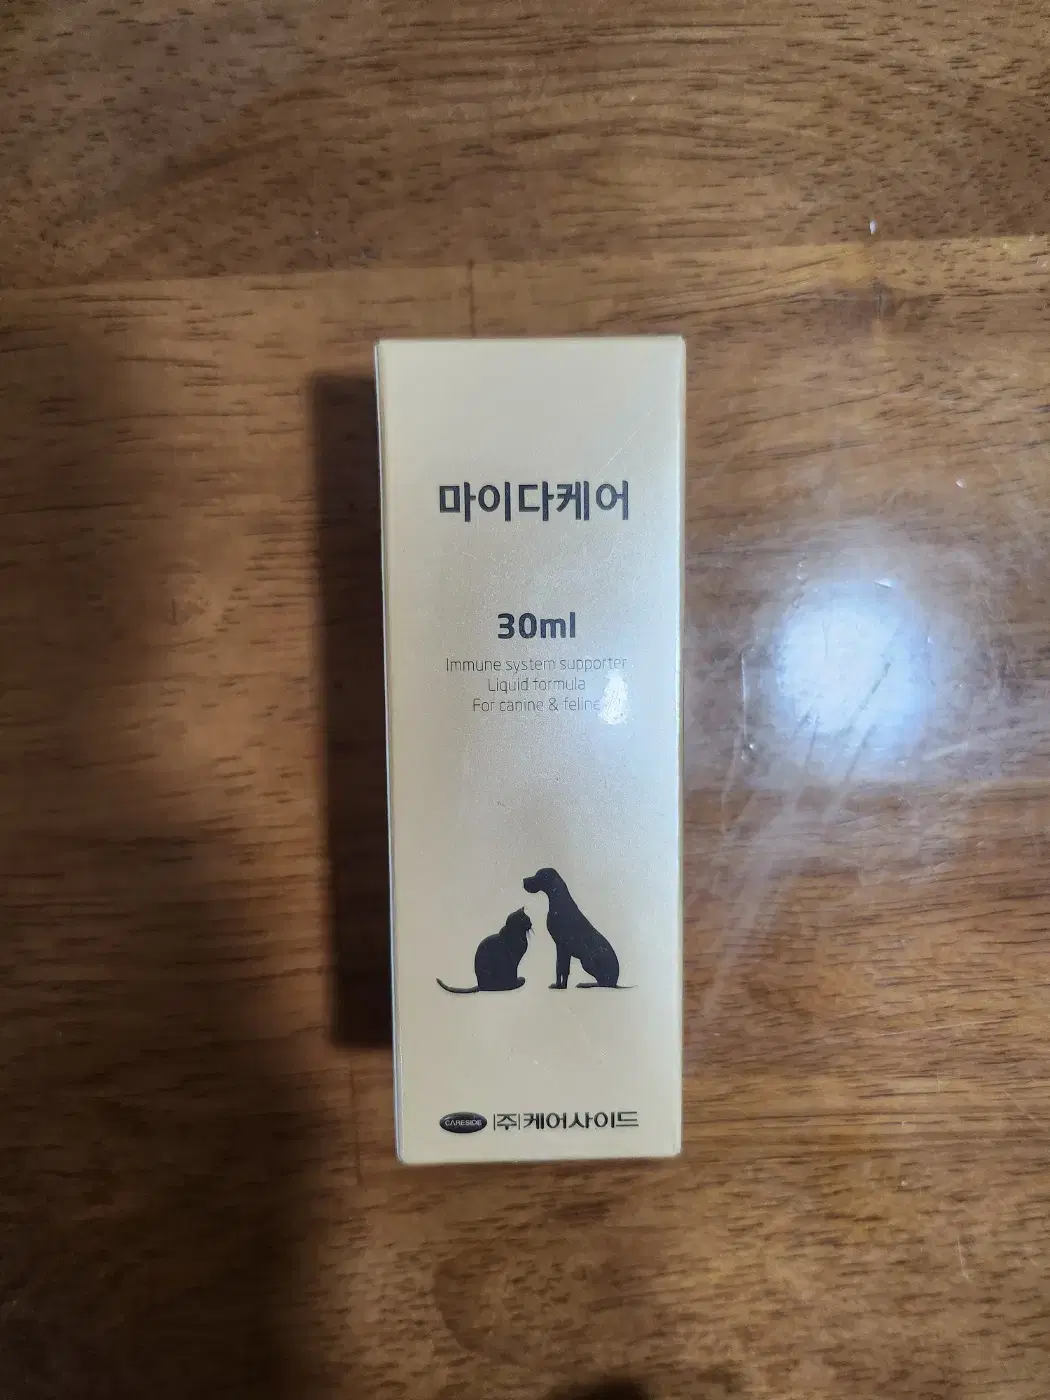 마이다케어
30ml
Immune system supporter
Liquid formula
For canine & feline
CARESIDE |주|케어사이드